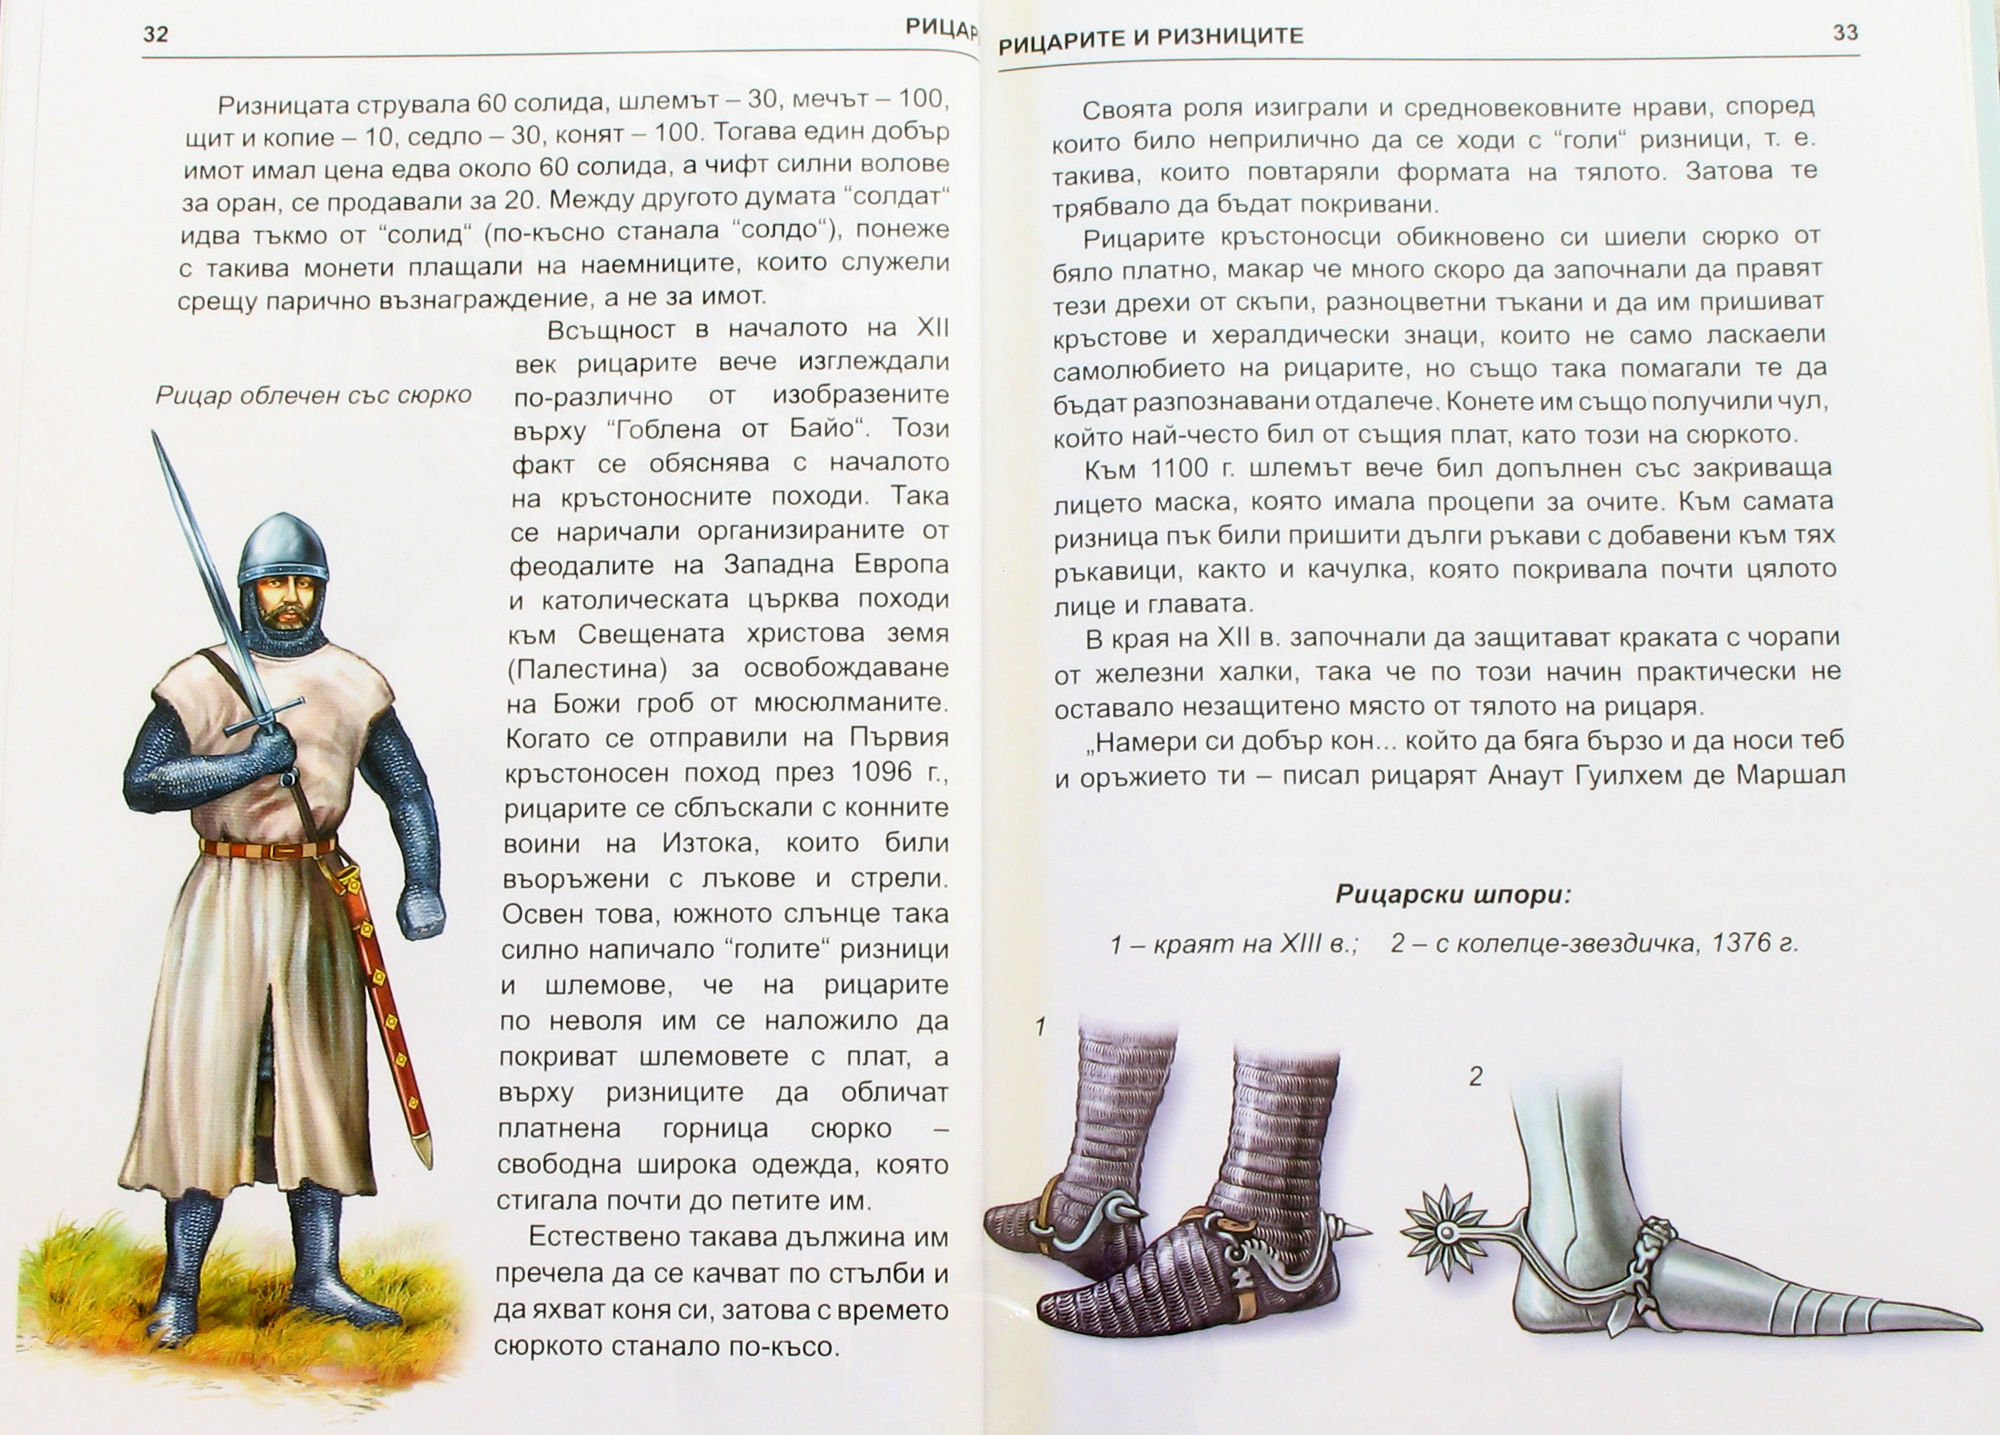 32
РИЦАР
Ризницата струвала 60 солида, шлемът – 30, мечът – 100,
щит и копие – 10, седло – 30, конят – 100. Тогава един добър
имот имал цена едва около 60 солида, а чифт силни волове
за оран, се продавали за 20. Между другото думата “солдат“
идва тъкмо от “солид“ (по-късно станала “солдо“), понеже
с такива монети плащали на наемниците, които служели
срещу парично възнаграждение, а не за имот.
Всъщност в началото на XII
век рицарите вече изглеждали
по-различно от изобразените
върху “Гоблена от Байо“. Този
факт се обяснява с началото
на кръстоносните походи. Така
се наричали организираните от
феодалите на Западна Европа
и католическата църква походи
към Свещената христова земя
(Палестина) за освобождаване
на Божи гроб от мюсюлманите.
Когато се отправили на Първия
кръстоносен поход през 1096 г.,
рицарите се сблъскали с конните
воини на Изтока, които били
въоръжени с лъкове и стрели.
Освен това, южното слънце така
силно напичало “голите“ ризници
и шлемове, че на рицарите
по неволя им се наложило да
покриват шлемовете с плат, а
върху ризниците да обличат
платнена горница сюрко –
свободна широка одежда, която
стигала почти до петите им.
Естествено такава дължина им
пречела да се качват по стълби и
да яхват коня си, затова с времето
сюркото станало по-късо.
Рицар облечен със сюрко
РИЦАРИТЕ И РИЗНИЦИТЕ
33
Своята роля изиграли и средновековните нрави, според
които било неприлично да се ходи с “голи“ ризници, т. е.
такива, които повтаряли формата на тялото. Затова те
трябвало да бъдат покривани.
Рицарите кръстоносци обикновено си шиели сюрко от
бяло платно, макар че много скоро да започнали да правят
тези дрехи от скъпи, разноцветни тъкани и да им пришиват
кръстове и хералдически знаци, които не само ласкаели
самолюбието на рицарите, но също така помагали те да
бъдат разпознавани отдалече. Конете им също получили чул,
който най-често бил от същия плат, като този на сюркото.
Към 1100 г. шлемът вече бил допълнен със закриваща
лицето маска, която имала процепи за очите. Към самата
ризница пък били пришити дълги ръкави с добавени към тях
ръкавици, както и качулка, която покривала почти цялото
лице и главата.
В края на XII в. започнали да защитават краката с чорапи
от железни халки, така че по този начин практически не
оставало незащитено място от тялото на рицаря.
„Намери си добър кон... който да бяга бързо и да носи теб
и оръжието ти – писал рицарят Анаут Гуилхем де Маршал
Рицарски шпори:
1 – краят на XIII в.; 2 – с колелце-звездичка, 1376 г.
1
2